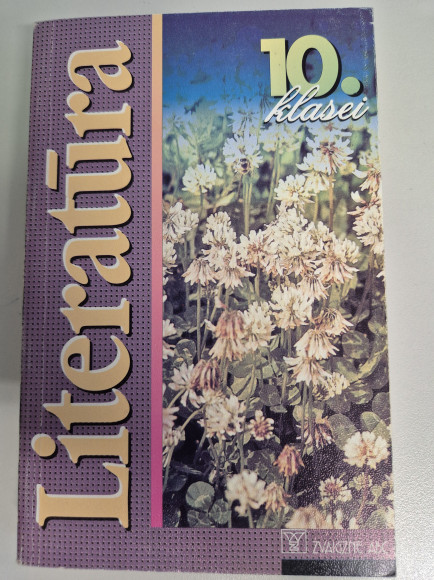 Literatūra
10.
klasei
ZVAIGZNE ABC